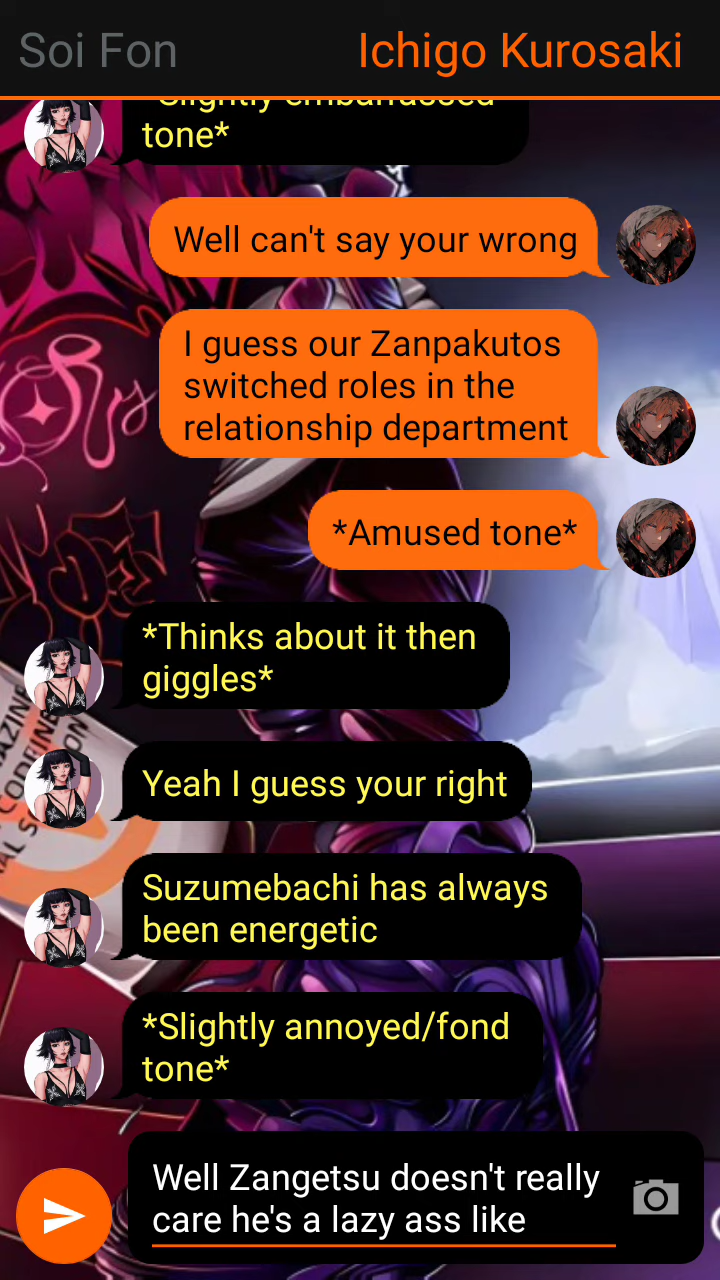 Soi Fon
Ichigo Kurosaki
*Slightly embarrassed
tone*
Well can't say your wrong
I guess our Zanpakutos
switched roles in the
relationship department
*Amused tone*
*Thinks about it then
giggles*
Yeah I guess your right
Suzumebachi has always
been energetic
*Slightly annoyed/fond
tone*
Well Zangetsu doesn't really
care he's a lazy ass like